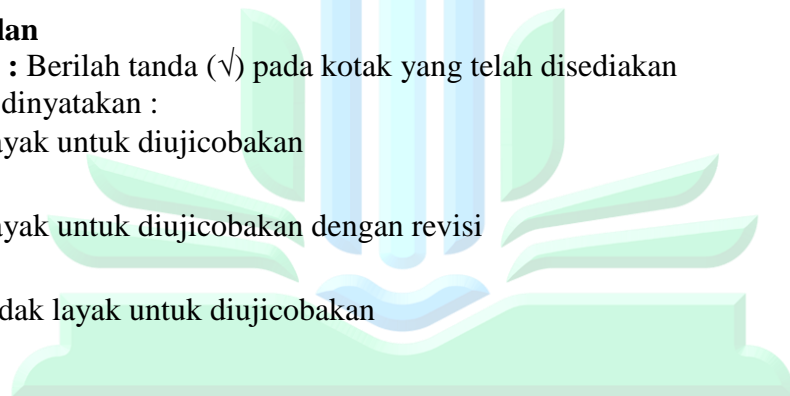 lan
: Berilah tanda (√) pada kotak yang telah disediakan
dinyatakan :
ayak untuk diujicobakan
ayak untuk diujicobakan dengan revisi
dak layak untuk diujicobakan